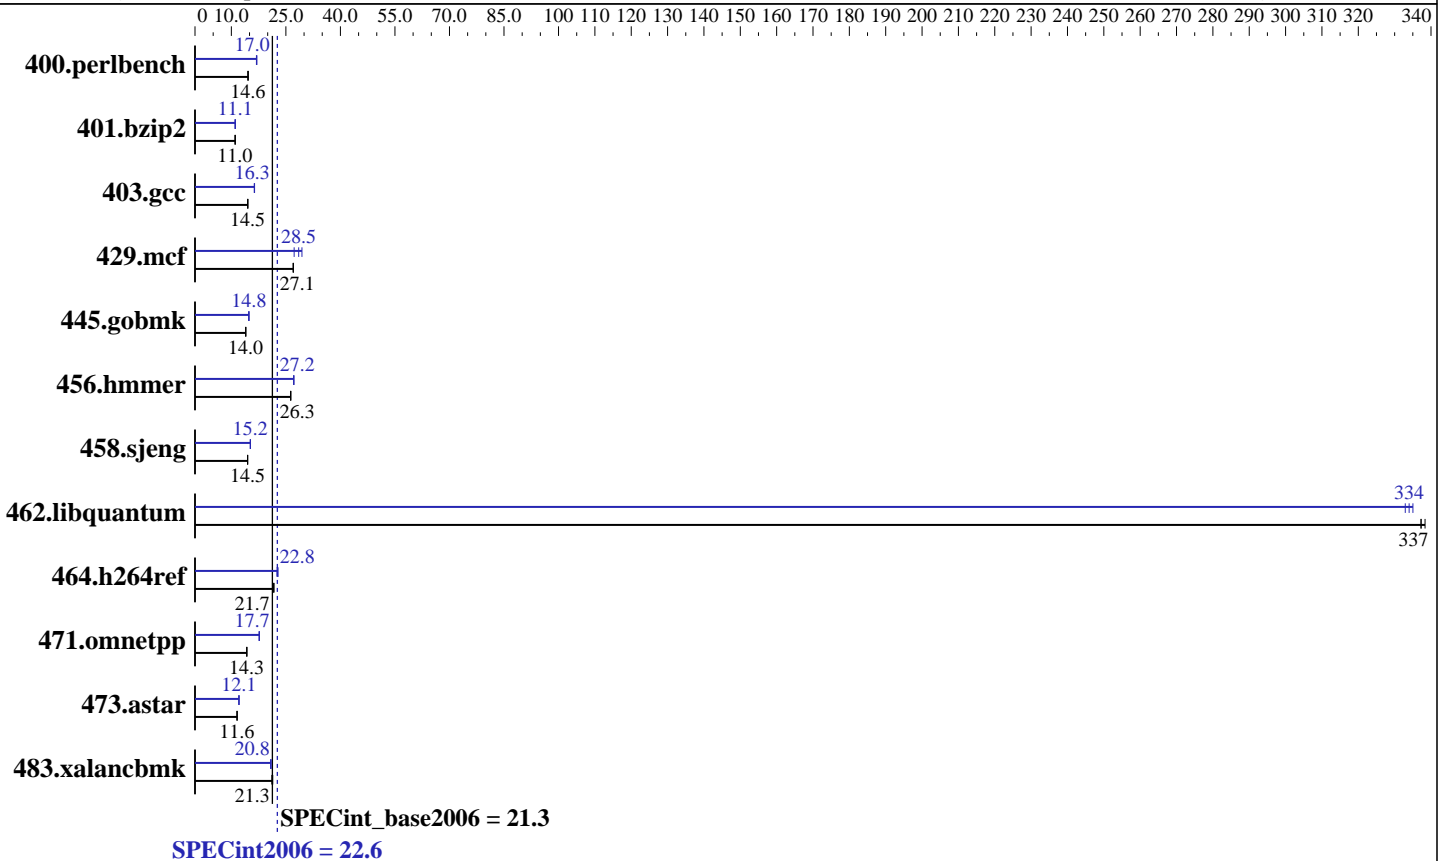 0 10.0 25.0 40.0 55.0 70.0 85.0 100 110 120 130 140 150 160 170 180 190 200 210 220 230 240 250 260 270 280 290 300 310 320 340
17.0
400.perlbench
14.6
11.1
401.bzip2
11.0
16.3
403.gcc
14.5
28.5
429.mcf
27.1
14.8
445.gobmk
14.0
27.2
456.hmmer
26.3
15.2
458.sjeng
14.5
334
462.libquantum
337
22.8
464.h264ref
21.7
17.7
471.omnetpp
14.3
12.1
473.astar
11.6
20.8
483.xalancbmk
21.3
SPECint_base2006 = 21.3
SPECint2006 = 22.6